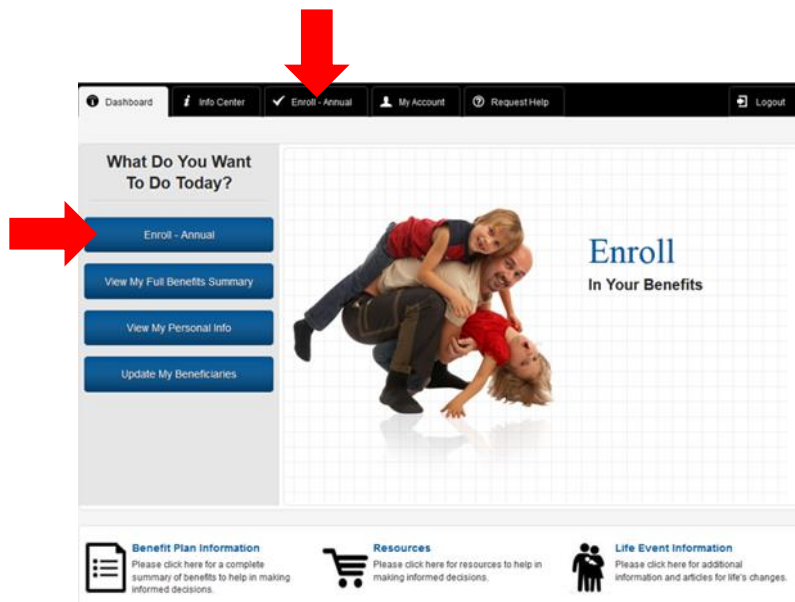 Dashboard
Info Center
Enroll - Annual
My Account
Request Help
Logout
What Do You Want
To Do Today?
Enroll - Annual
View My Full Benefits Summary
View My Personal Info
Update My Beneficiaries
Enroll
In Your Benefits
Benefit Plan Information
Please click here for a complete
summary of benefits to help in making
informed decisions.
Resources
Please click here for resources to help in
making informed decisions.
Life Event Information
Please click here for additional
information and articles for life's changes.